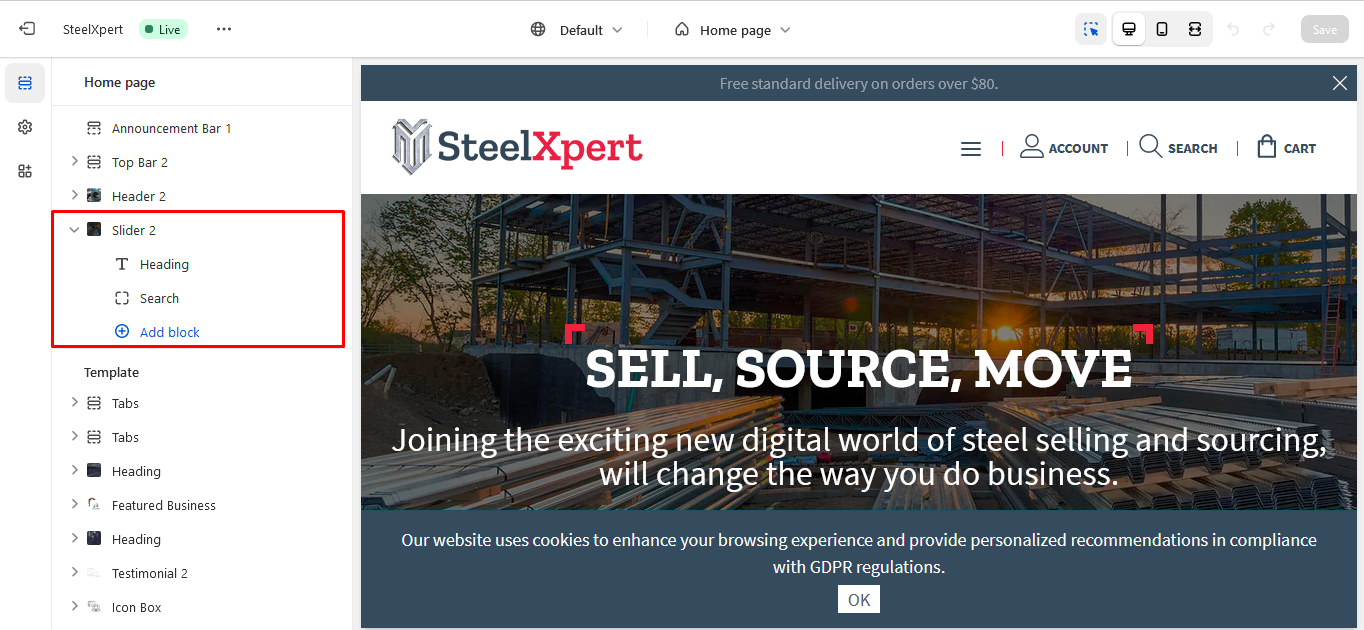 SteelXpert
Live
Default
Home page
Save
Home page
Announcement Bar 1
Top Bar 2
Header 2
Slider 2
Heading
Search
Add block
Template
Tabs
Tabs
Heading
Featured Business
Heading
Testimonial 2
Icon Box
Free standard delivery on orders over $80.
SteelXpert
ACCOUNT
SEARCH
CART
SELL, SOURCE, MOVE
Joining the exciting new digital world of steel selling and sourcing,
will change the way you do business.
Our website uses cookies to enhance your browsing experience and provide personalized recommendations in compliance
with GDPR regulations.
OK